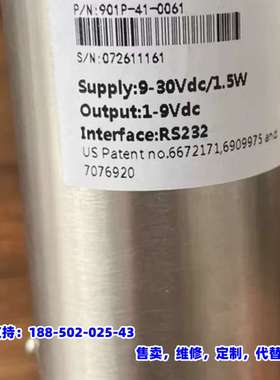 P/N:901P-41-0061
S/N:072611161
Supply:9-30Vdc/1.5W
Output:1-9Vdc
Interface:RS232
US Patent no.6672171,6909975 and
7076920
持：188-502-025-43
售卖，维修，定制，代替